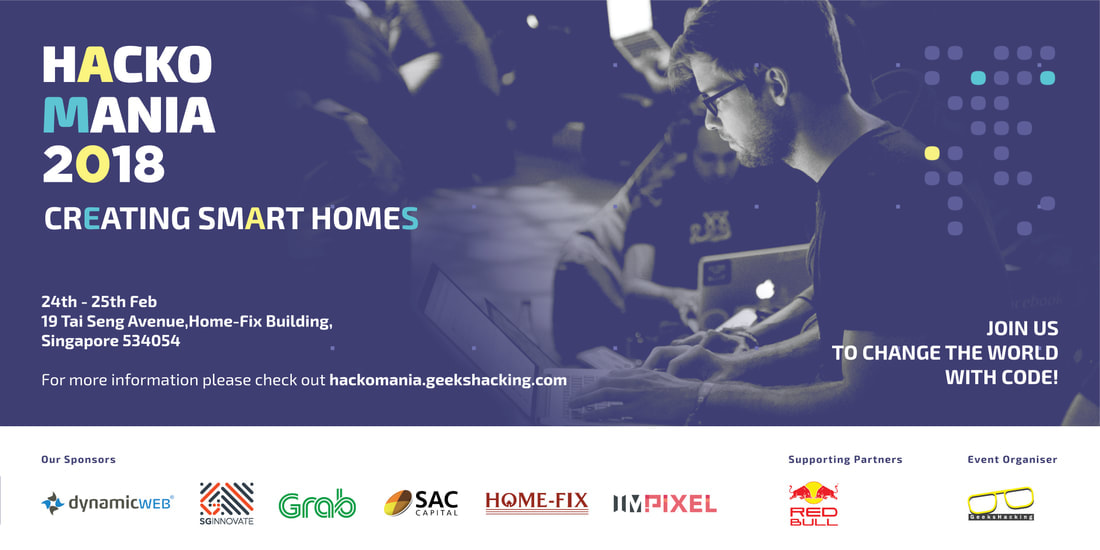 HACKO
MANIA
2018
CREATING SMART HOMES
24th - 25th Feb
19 Tai Seng Avenue,Home-Fix Building,
Singapore 534054
For more information please check out hackomania.geekshacking.com
JOIN US
TO CHANGE THE WORLD
WITH CODE!
Our Sponsors
Supporting Partners
Event Organiser
dynamicWEB®
SGINNOVATE
Grab
SAC
CAPITAL
HOME-FIX
IMPIXEL
RED
BULL
GeeksHacking